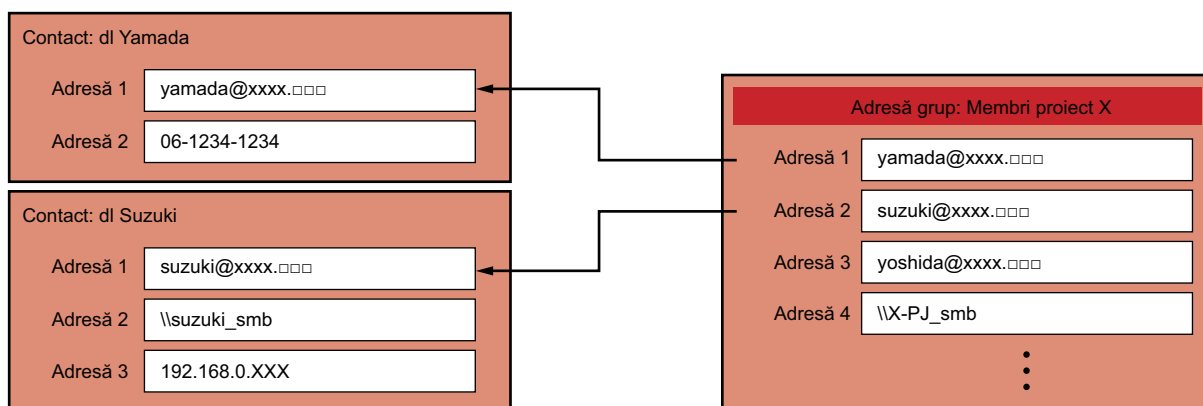 Contact: dl Yamada
Adresă 1 yamada@xxxx.□□□
Adresă 2 06-1234-1234
Contact: dl Suzuki
Adresă 1 suzuki@xxxx.□□□
Adresă 2 \\suzuki_smb
Adresă 3 192.168.0.XXX
Adresă grup: Membri proiect X
Adresă 1 yamada@xxxx.□□□
Adresă 2 suzuki@xxxx.□□□
Adresă 3 yoshida@xxxx.□□□
Adresă 4 \\X-PJ_smb